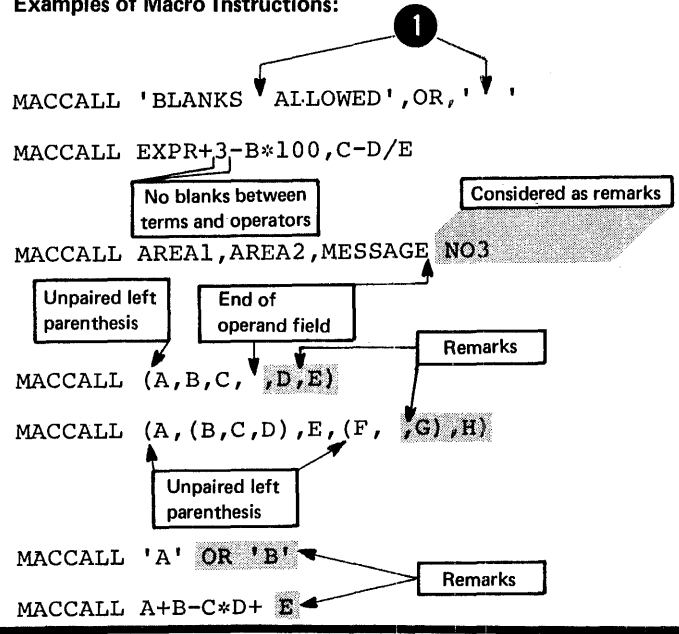 Examples of Macro Instructions:
1
MACCALL 'BLANKS ALLOWED',OR,' '
MACCALL EXPR+3-B*100,C-D/E
No blanks between
terms and operators
Considered as remarks
MACCALL AREA1,AREA2,MESSAGE NO3
Unpaired left
parenthesis
End of
operand field
Remarks
MACCALL (A,B,C, ,D,E)
MACCALL (A,(B,C,D),E,(F, ,G),H)
Unpaired left
parenthesis
MACCALL 'A' OR 'B'
Remarks
MACCALL A+B-C*D+ E